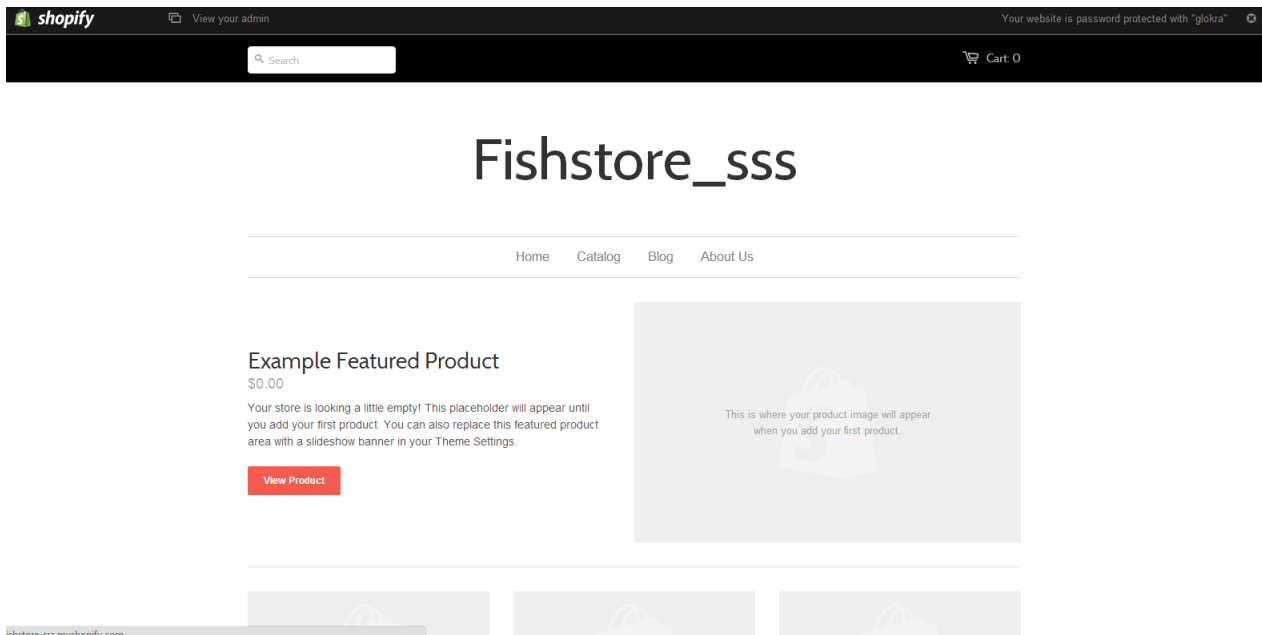 shopify View your admin Your website is password protected with "glokra"
Search Cart: 0
Fishstore_sss
Home Catalog Blog About Us
Example Featured Product
$0.00
Your store is looking a little empty! This placeholder will appear until
you add your first product. You can also replace this featured product
area with a slideshow banner in your Theme Settings.
View Product
This is where your product image will appear
when you add your first product.